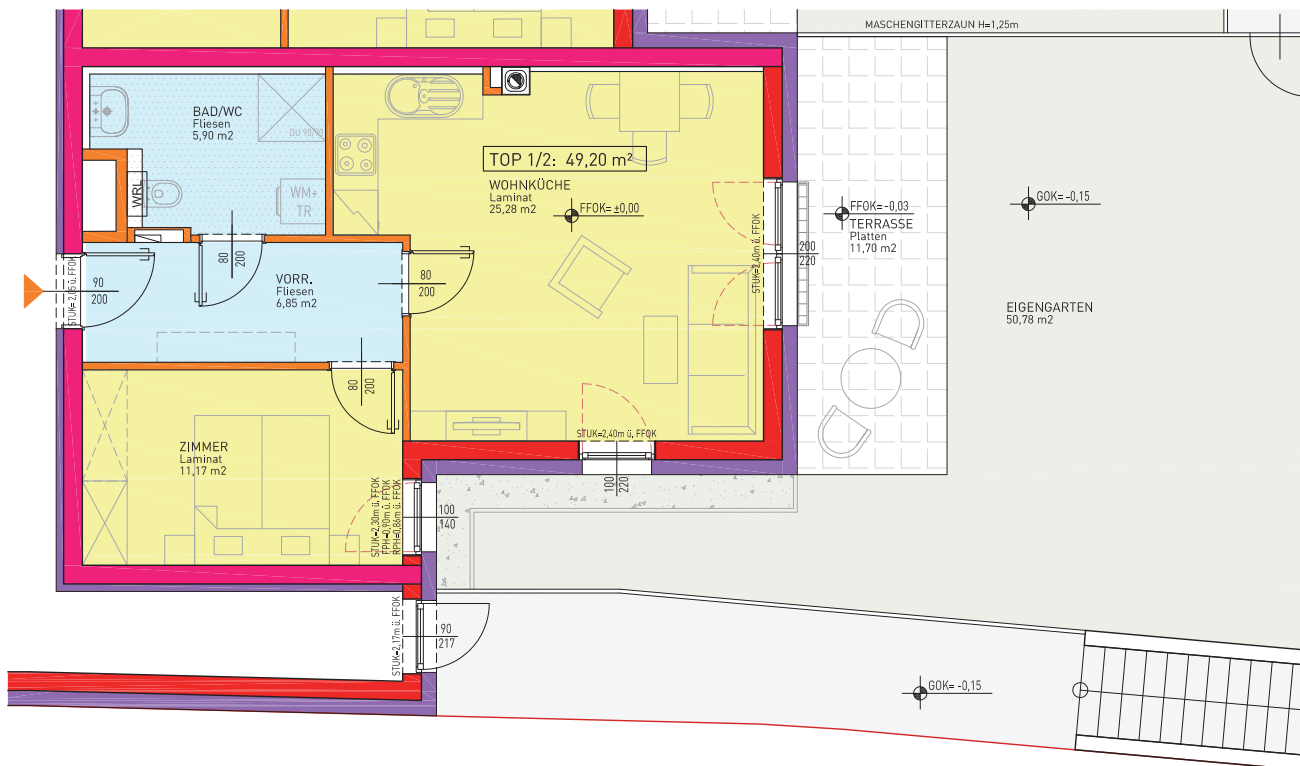 MASCHENGITTERZAUN H=1,25m
BAD/WC
Fliesen
5,90 m2
DU 90/90
WRL
WM+
TR
80
200
TOP 1/2: 49,20 m²
WOHNKÜCHE
Laminat
25,28 m2
FFOK= ±0,00
STUK=2,40m ü. FFOK
200
220
FFOK= -0,03
TERRASSE
Platten
11,70 m2
GOK= -0,15
EIGENGARTEN
50,78 m2
STUK= 2,05 ü. FFOK
90
200
VORR.
Fliesen
6,85 m2
80
200
80
200
ZIMMER
Laminat
11,17 m2
STUK=2,40m ü. FFOK
100
220
STUK=2,30m ü. FFOK
FPH=0,90m ü. FFOK
RPH=0,86m ü. FFOK
100
140
STUK=2,17m ü. FFOK
90
217
GOK= -0,15